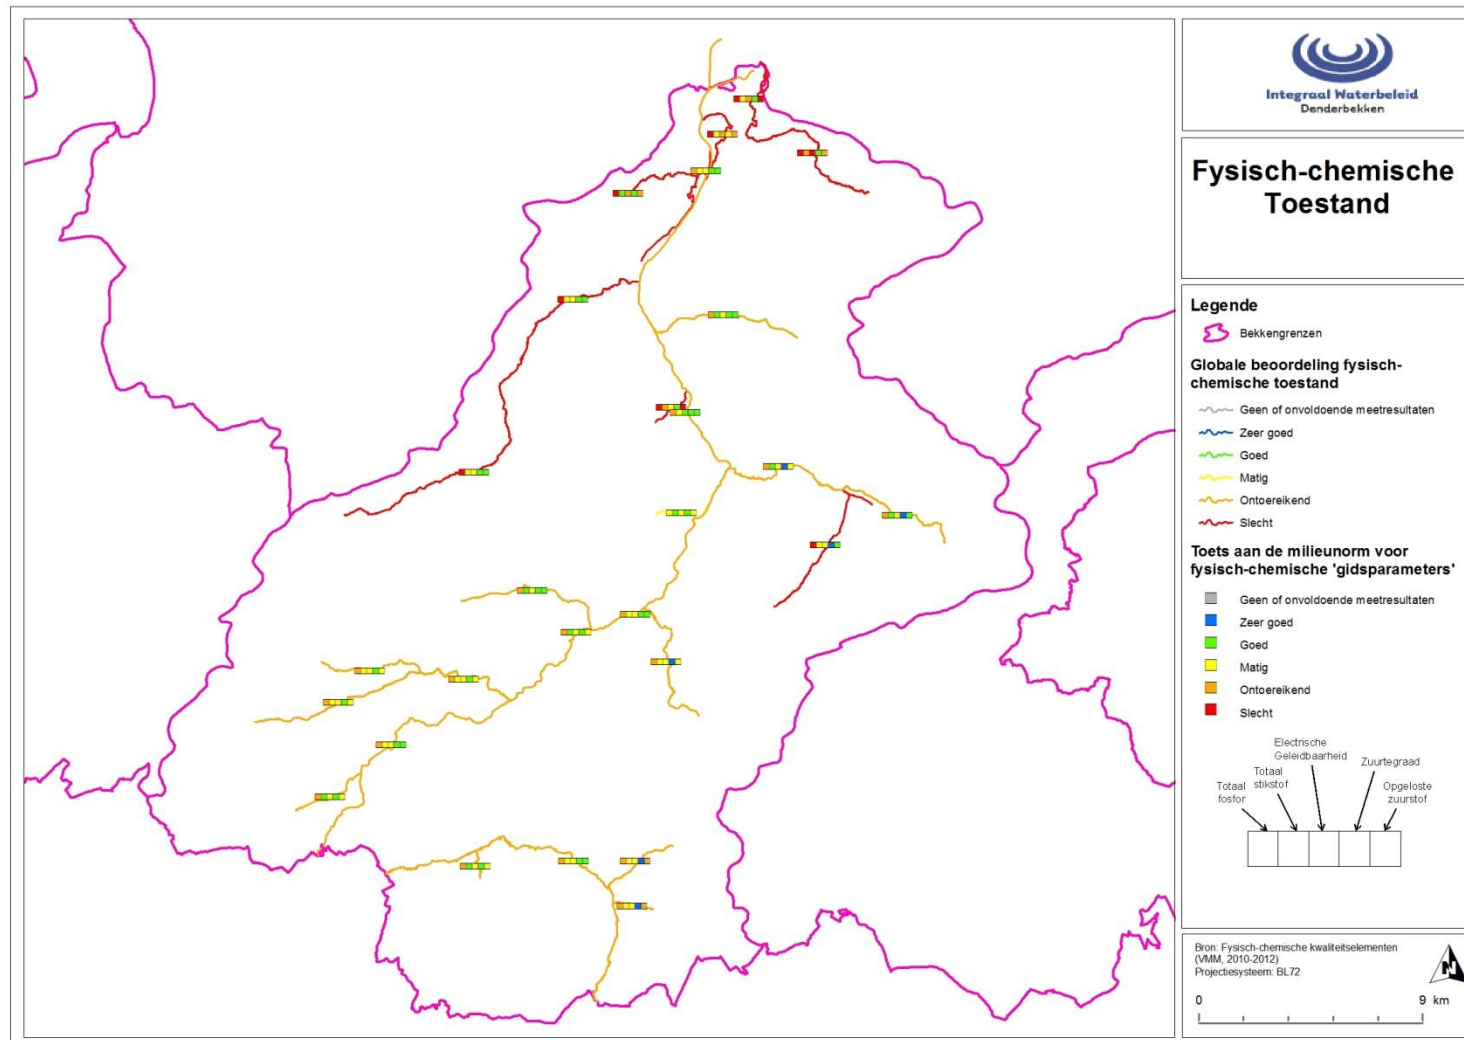 Integraal Waterbeleid
Denderbekken
Fysisch-chemische
Toestand
Legende
Bekkengrenzen
Globale beoordeling fysisch-
chemische toestand
Geen of onvoldoende meetresultaten
Zeer goed
Goed
Matig
Ontoereikend
Slecht
Toets aan de milieunorm voor
fysisch-chemische 'gidsparameters'
Geen of onvoldoende meetresultaten
Zeer goed
Goed
Matig
Ontoereikend
Slecht
Electrische
Geleidbaarheid
Totaal
stikstof
Zuurtegraad
Totaal
fosfor
Opgeloste
zuurstof
Bron: Fysisch-chemische kwaliteitselementen
(VMM, 2010-2012)
Projectiesysteem: BL72
N
0 9 km